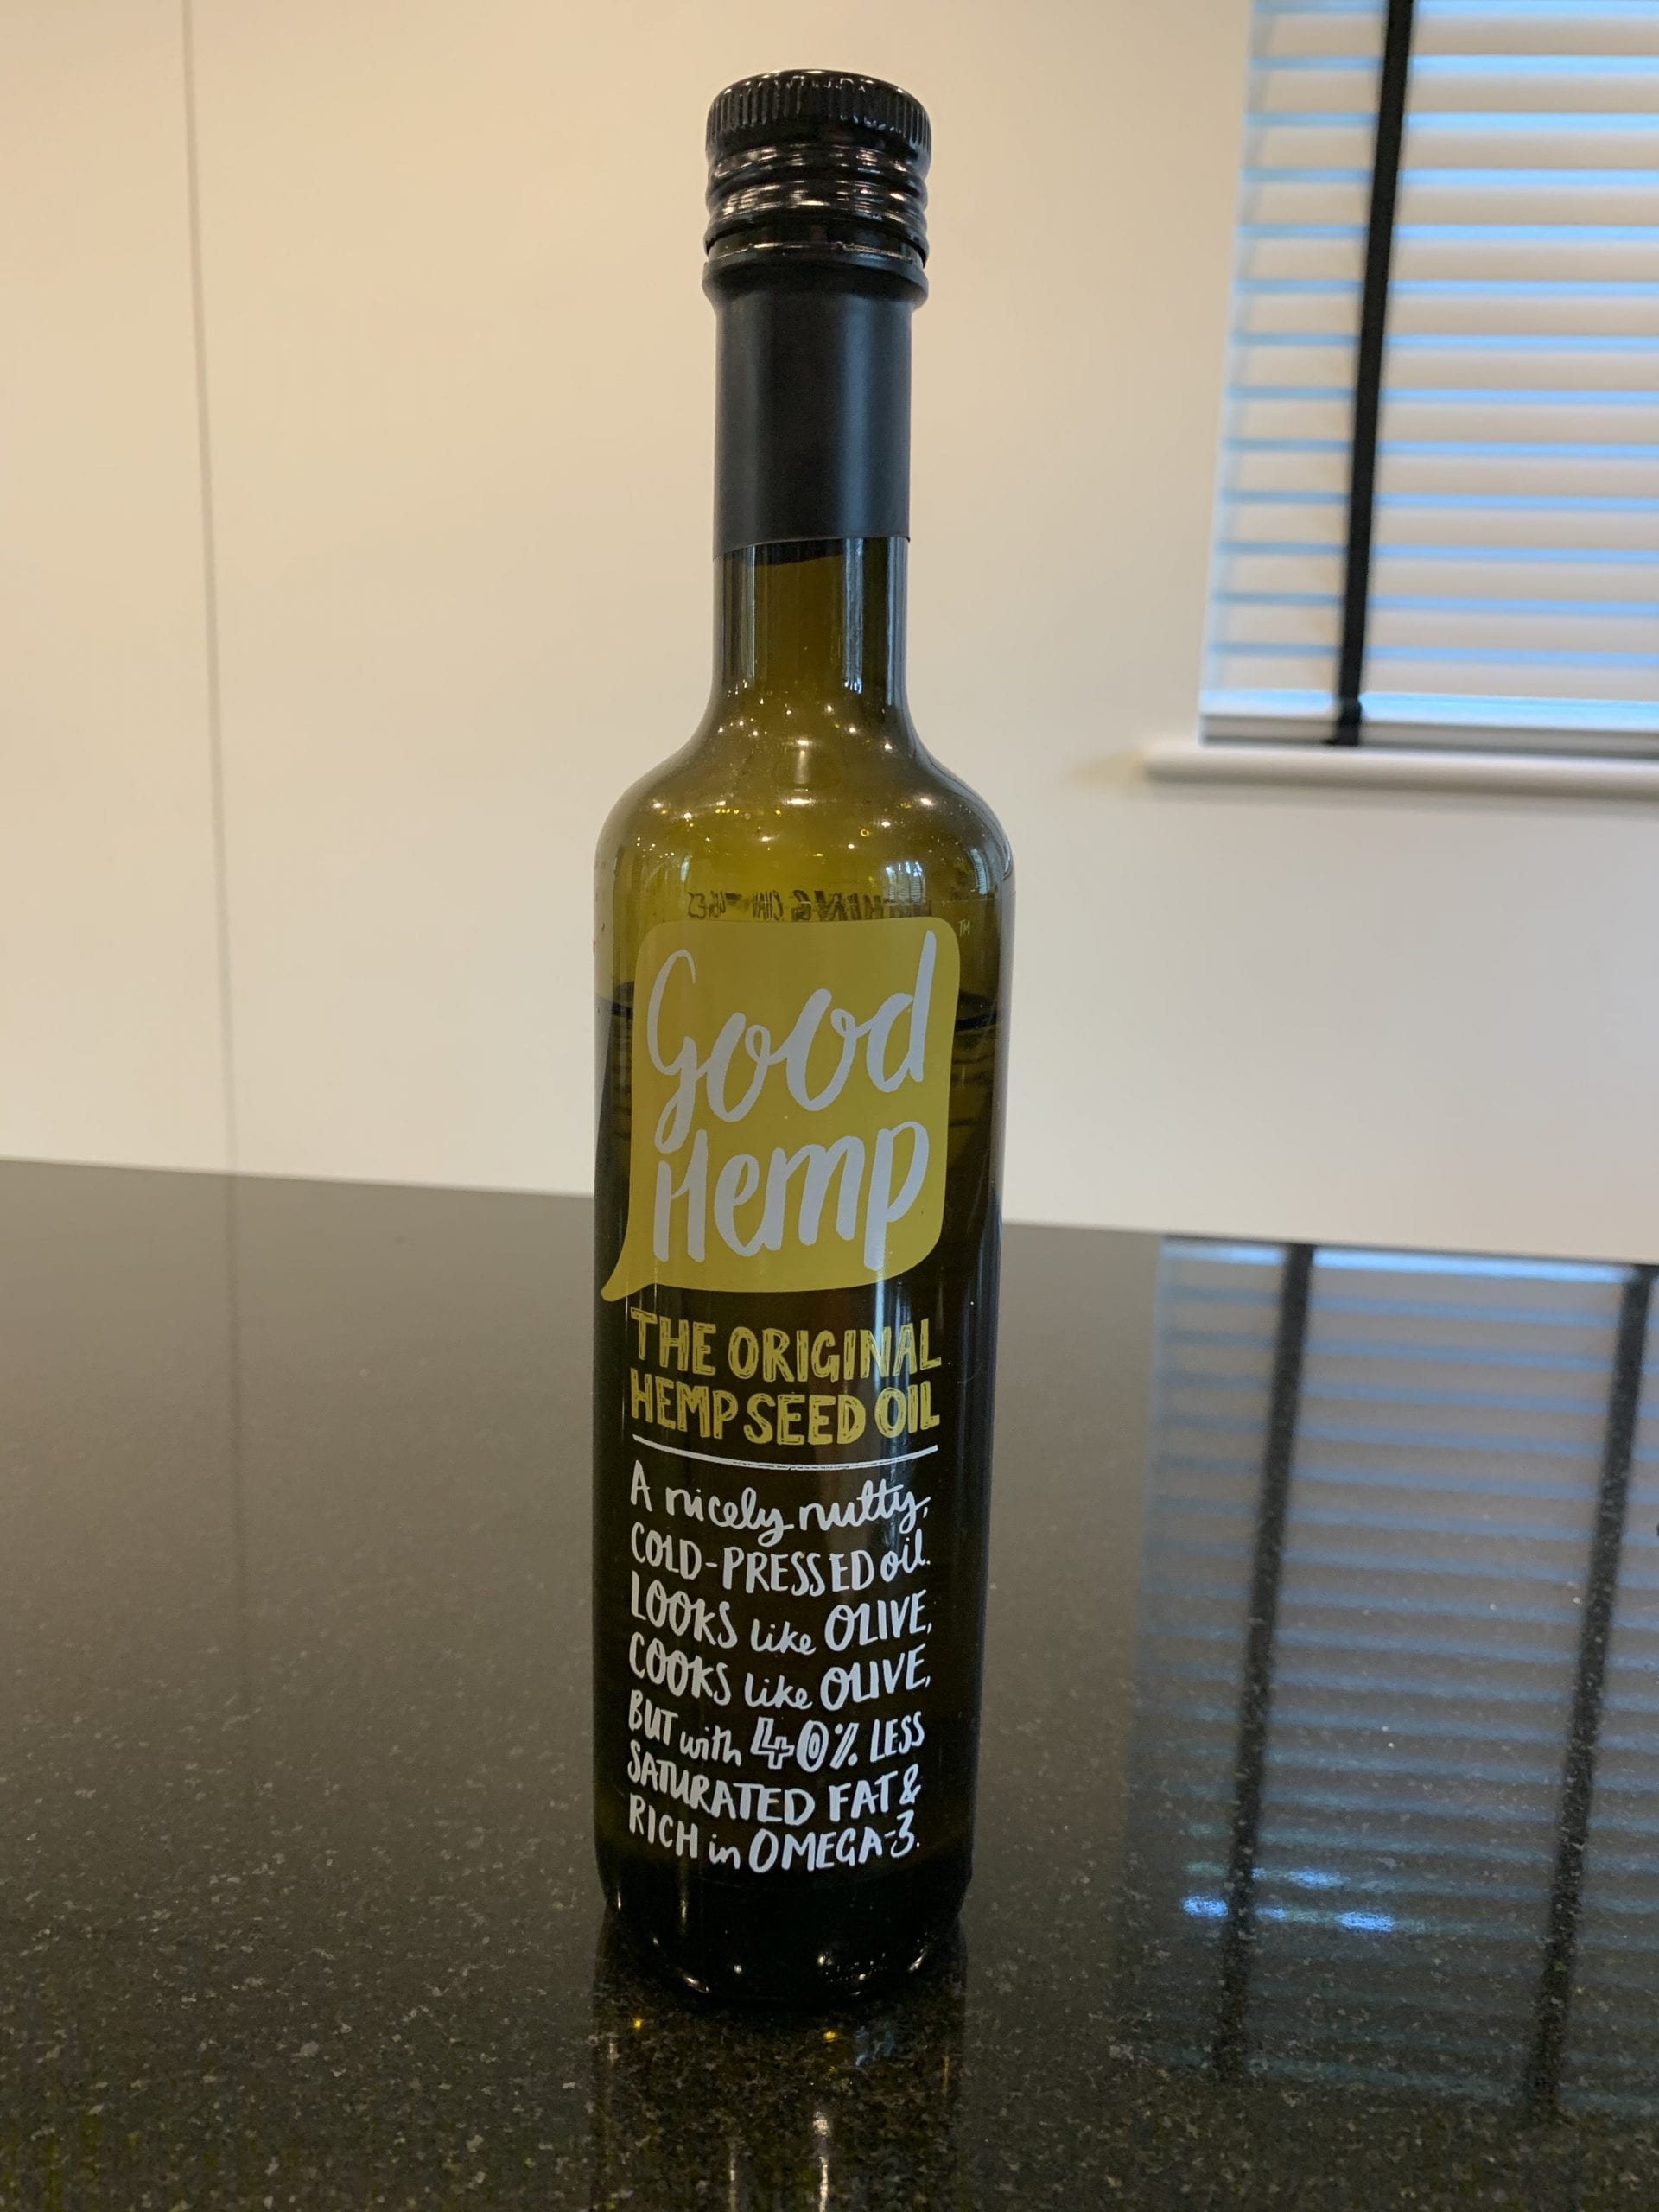 Good
Hemp
™
THE ORIGINAL
HEMP SEED OIL
A nicely nutty,
COLD-PRESSED oil.
LOOKS like OLIVE,
COOKS like OLIVE,
BUT with 40% LESS
SATURATED FAT &
RICH in OMEGA-3.